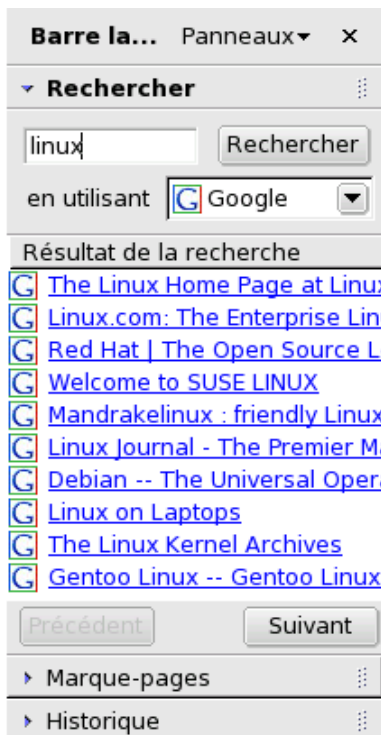 Barre la... Panneaux
Rechercher
linux Rechercher
en utilisant Google
Résultat de la recherche
The Linux Home Page at Linux
Linux.com: The Enterprise Lin
Red Hat | The Open Source L
Welcome to SUSE LINUX
Mandrakelinux : friendly Linux
Linux Journal - The Premier Ma
Debian -- The Universal Opera
Linux on Laptops
The Linux Kernel Archives
Gentoo Linux -- Gentoo Linux
Précédent Suivant
Marque-pages
Historique